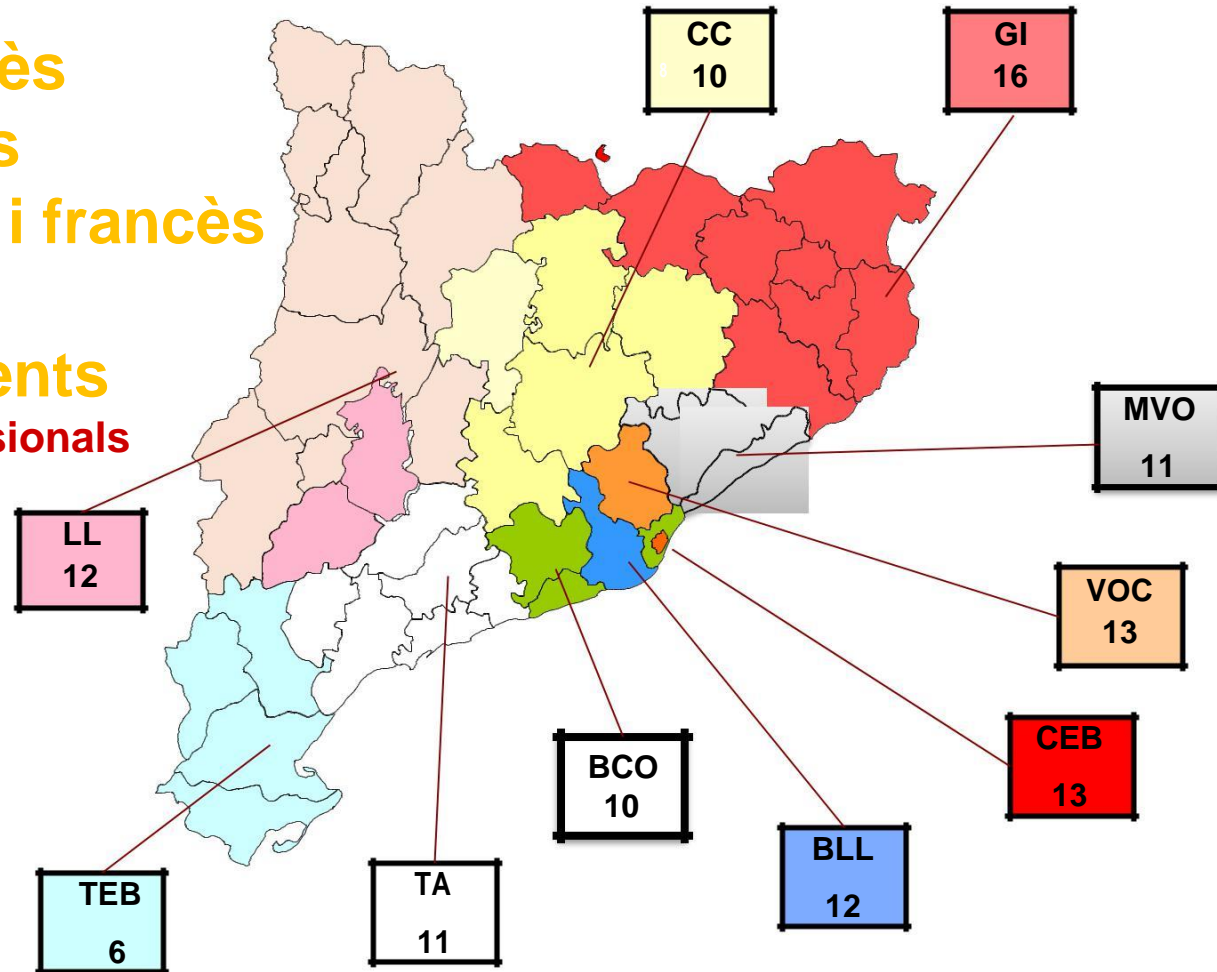 ès
s
i francès
ents
sionals
CC
8 10
GI
16
MVO
11
LL
12
VOC
13
CEB
13
BCO
10
BLL
12
TA
11
TEB
6